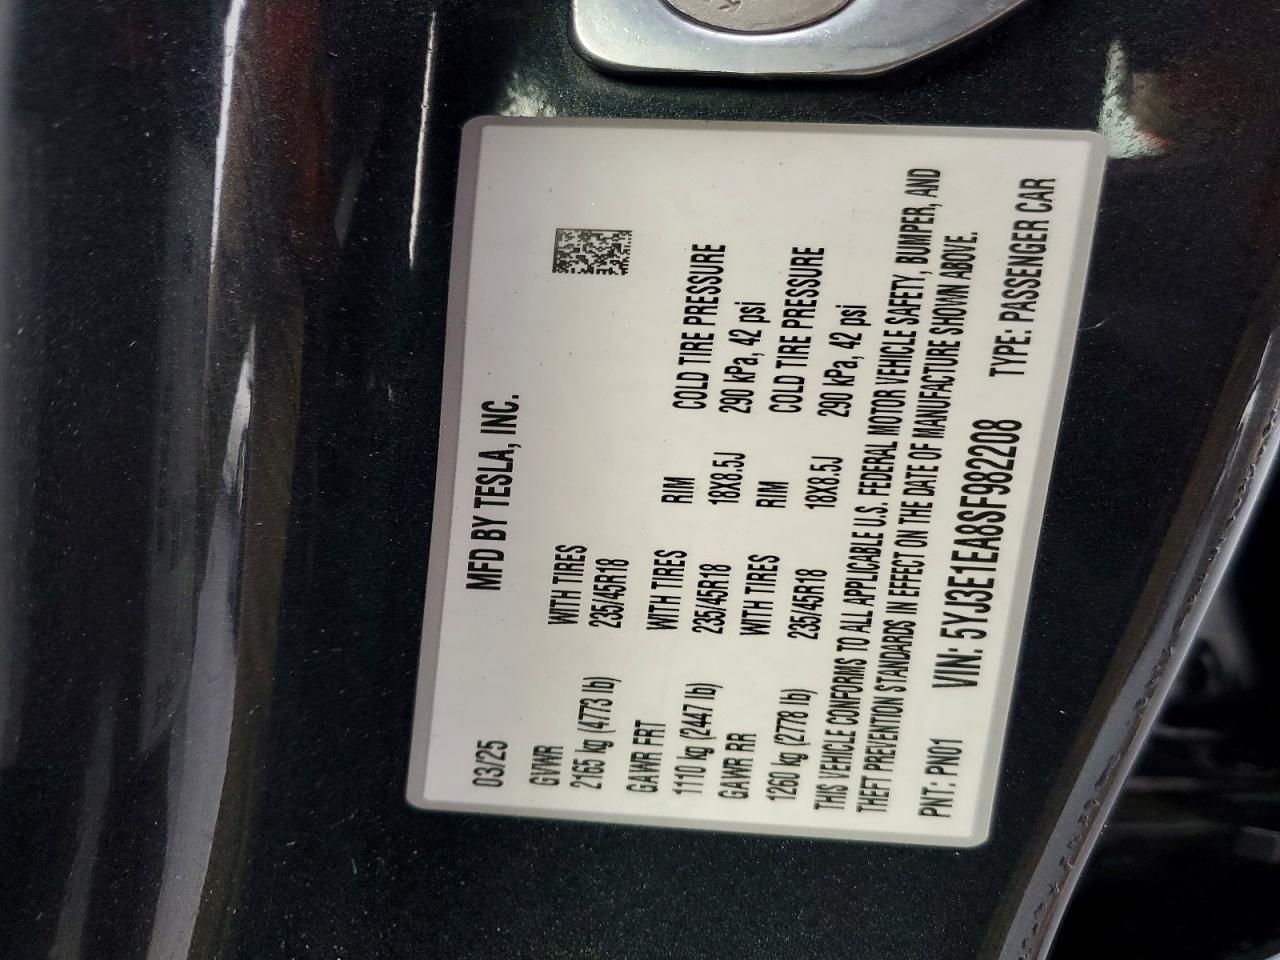 MFD BY TESLA, INC.
03/25
GVWR WITH TIRES
2165 kg (4773 lb) 235/45R18
GAWR FRT WITH TIRES RIM COLD TIRE PRESSURE
1110 kg (2447 lb) 235/45R18 18X8.5J 290 kPa, 42 psi
GAWR RR WITH TIRES RIM COLD TIRE PRESSURE
1260 kg (2778 lb) 235/45R18 18X8.5J 290 kPa, 42 psi
THIS VEHICLE CONFORMS TO ALL APPLICABLE U.S. FEDERAL MOTOR VEHICLE SAFETY, BUMPER, AND
THEFT PREVENTION STANDARDS IN EFFECT ON THE DATE OF MANUFACTURE SHOWN ABOVE.
PNT: PN01 VIN: 5YJ3E1EA8SF982208 TYPE: PASSENGER CAR